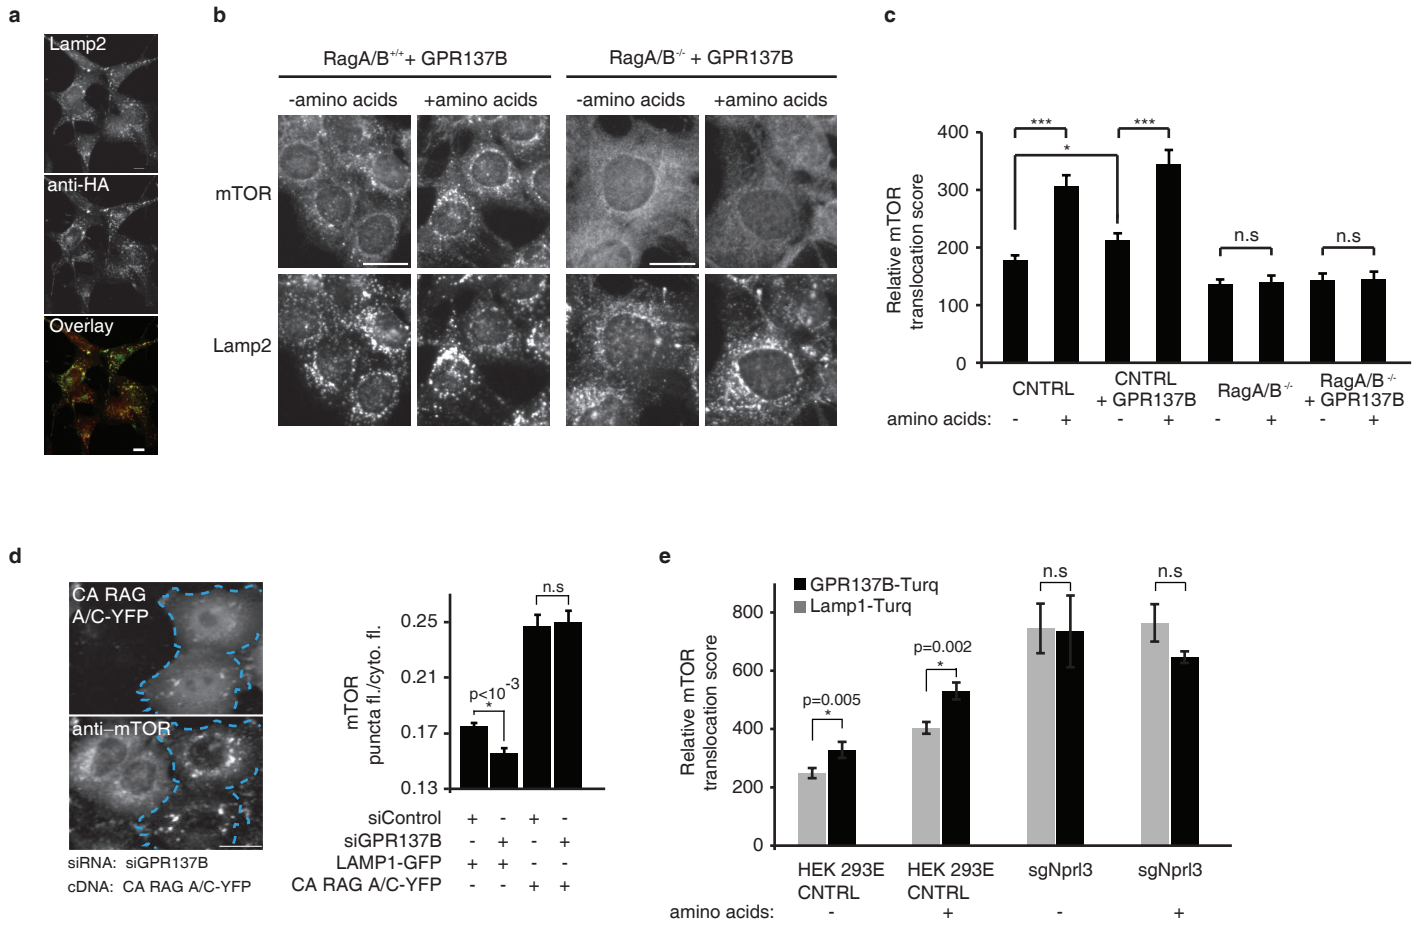 a
Lamp2
anti-HA
Overlay
b
RagA/B+/+ + GPR137B
RagA/B-/- + GPR137B
-amino acids
+amino acids
-amino acids
+amino acids
mTOR
Lamp2
c
Relative mTOR
translocation score
400
300
200
100
0
***
*
***
n.s
n.s
CNTRL
CNTRL
+ GPR137B
RagA/B -/-
RagA/B -/-
+ GPR137B
amino acids: - + - + - + - +
d
CA RAG
A/C-YFP
anti–mTOR
siRNA: siGPR137B
cDNA: CA RAG A/C-YFP
mTOR
puncta fl./cyto. fl.
0.25
0.21
0.17
0.13
p<10-3
*
n.s
siControl + - + -
siGPR137B - + - +
LAMP1-GFP + + - -
CA RAG A/C-YFP - - + +
e
GPR137B-Turq
Lamp1-Turq
Relative mTOR
translocation score
800
600
400
200
0
p=0.005
*
p=0.002
*
n.s
n.s
HEK 293E
CNTRL
HEK 293E
CNTRL
sgNprl3
sgNprl3
amino acids: - + - +